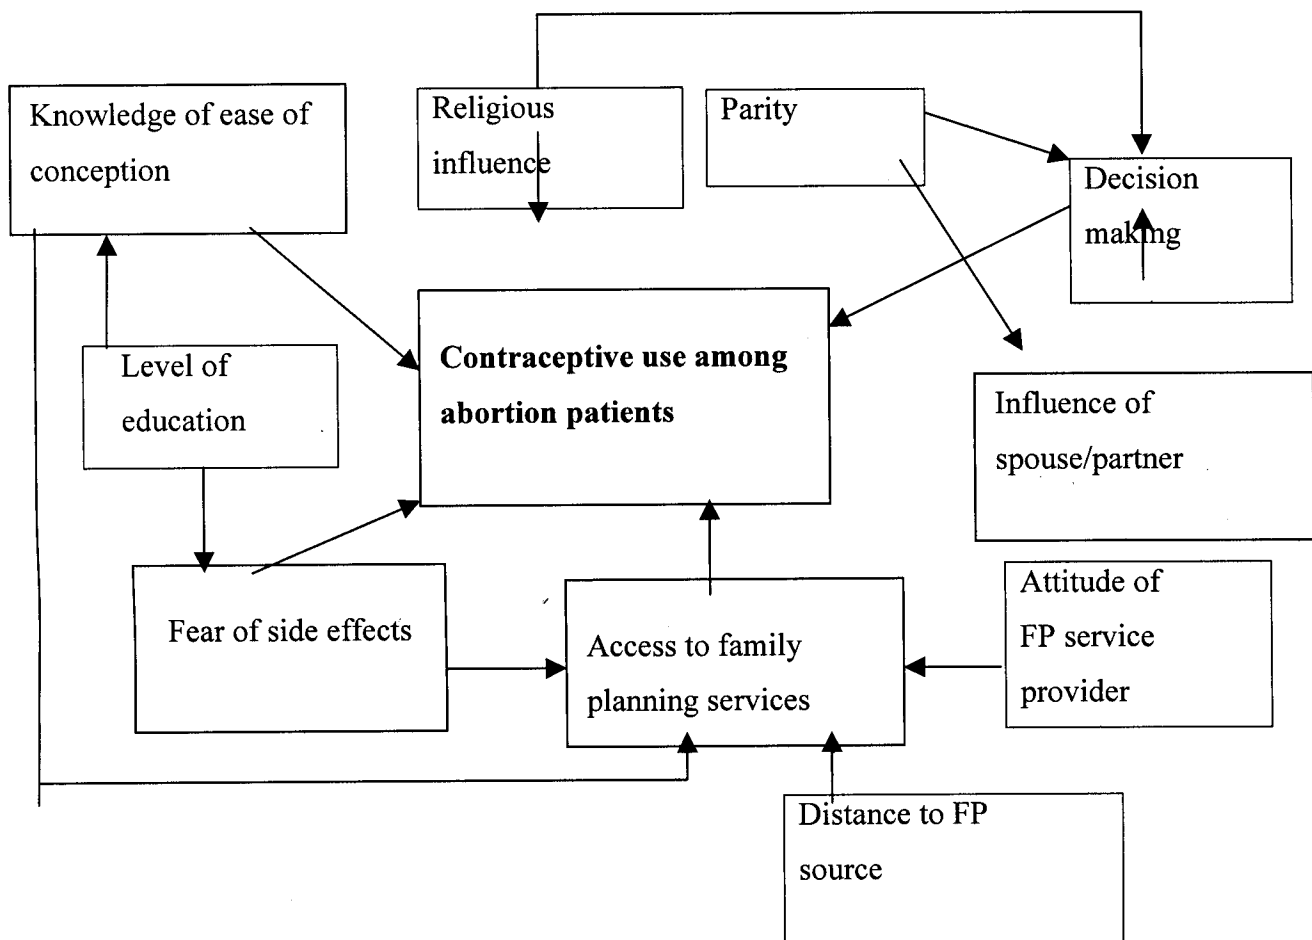 Knowledge of ease of
conception
Religious
influence
Parity
Decision
making
Level of
education
Contraceptive use among
abortion patients
Influence of
spouse/partner
Fear of side effects
Access to family
planning services
Attitude of
FP service
provider
Distance to FP
source